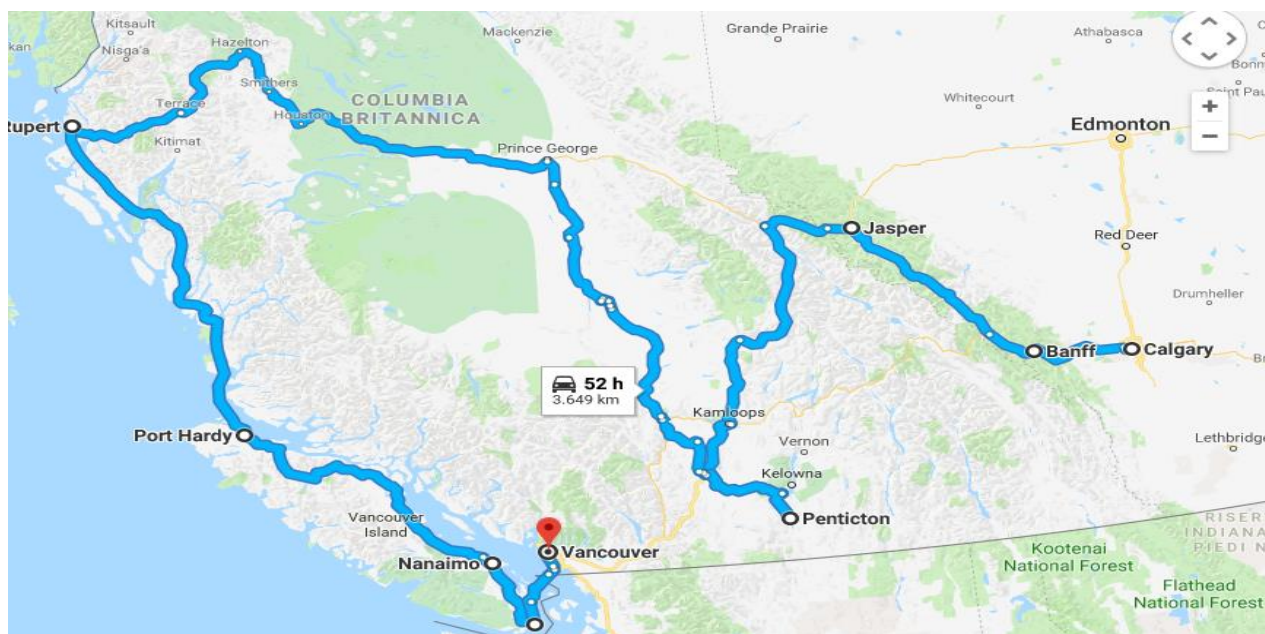 Kitsault
Nisga'a
Hazelton
Mackenzie
Grande Prairie
Athabasca
Whitecourt
Saint Pau
Smithers
Terrace
Houston
COLUMBIA
BRITANNICA
Rupert
Kitimat
Prince George
Edmonton
Jasper
Red Deer
Drumheller
Banff
Calgary
52 h
3.649 km
Kamloops
Port Hardy
Vernon
Kelowna
Lethbridge
Penticton
Vancouver
Island
Vancouver
Nanaimo
RISER
INDIANA
PIEDI N
Kootenai
National Forest
Flathead
National Forest
+
−